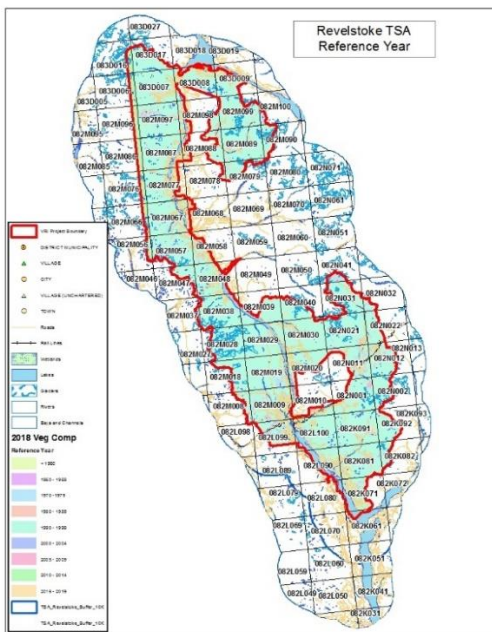 Revelstoke TSA
Reference Year
083D027
083D018 083D019
083D016 083D017
083D008 083D009
083D006 083D007
083D005
082M100
082M098 082M099
082M096 082M097
082M095
082M090
082M088 082M089
082M086 082M087
082M085
082M080 082N071
082M078 082M079
082M076 082M077
082M070 082N061
082M068 082M069
082M066 082M067
082M060 082N051
082M058 082M059
082M056 082M057
082M050 082N041
082M048 082M049
082M046 082M047
082N031 082N032
082M039 082M040
082M038
082N021 082N022
082M029 082M030
082M028
082M027
082N011 082N012 082N013
082M019 082M020
082M018
082N001 082N002
082M009 082M010
082M008
082K091 082K092 082K093
082L098 082L099 082L100
082K081 082K082
082L089 082L090
082K071 082K072
082L079 082L080
082K061
082L069 082L070
082K051
082L059 082L060
082K041
082L049 082L050
082K031
VRI Project Boundary
DISTRICT MUNICIPALITY
VILLAGE
CITY
VILLAGE (UNCHARTERED)
TOWN
Roads
Rail Lines
Wetlands
Lakes
Glaciers
Rivers
2018 Veg Comp
Reference Year
TSA_Revelstoke_Buffer_10K
TSA_Revelstoke_Buffer_10K